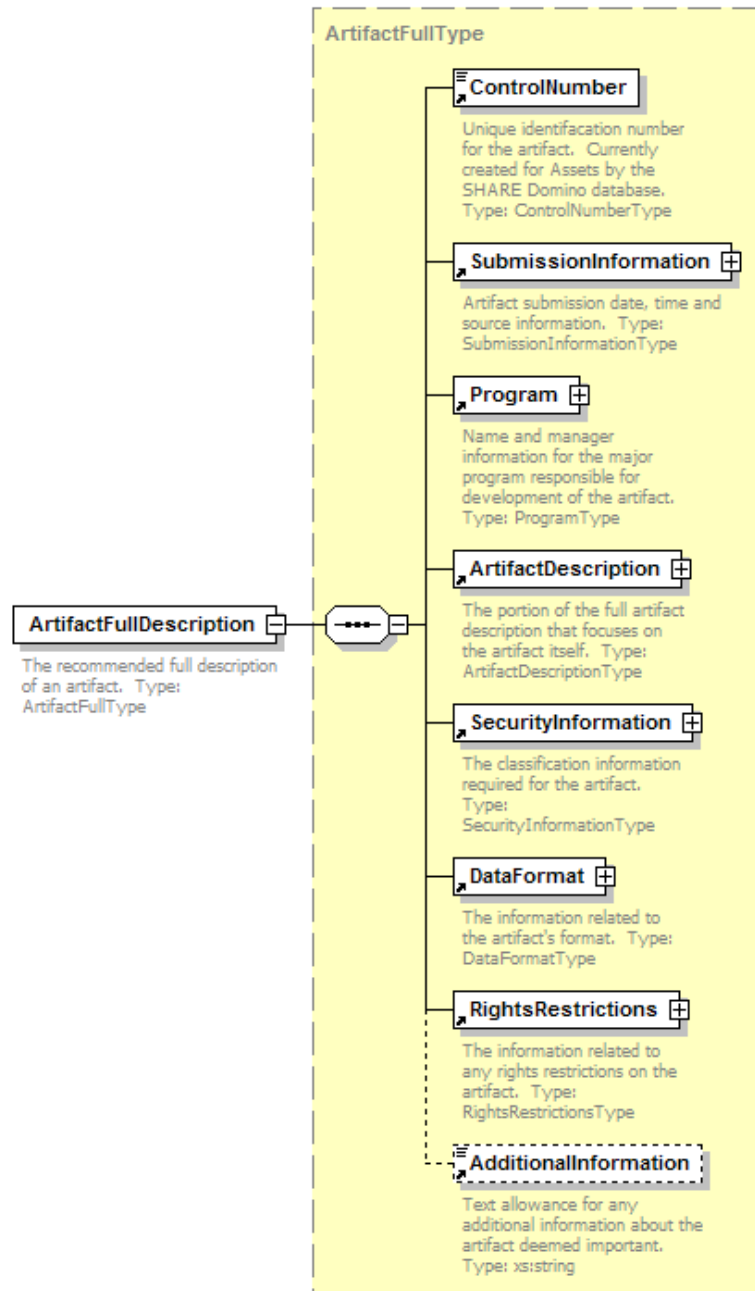 ArtifactFullType
ControlNumber
Unique identifacation number
for the artifact. Currently
created for Assets by the
SHARE Domino database.
Type: ControlNumberType
SubmissionInformation
Artifact submission date, time and
source information. Type:
SubmissionInformationType
Program
Name and manager
information for the major
program responsible for
development of the artifact.
Type: ProgramType
ArtifactDescription
The portion of the full artifact
description that focuses on
the artifact itself. Type:
ArtifactDescriptionType
ArtifactFullDescription
The recommended full description
of an artifact. Type:
ArtifactFullType
SecurityInformation
The classification information
required for the artifact.
Type:
SecurityInformationType
DataFormat
The information related to
the artifact's format. Type:
DataFormatType
RightsRestrictions
The information related to
any rights restrictions on the
artifact. Type:
RightsRestrictionsType
AdditionalInformation
Text allowance for any
additional information about the
artifact deemed important.
Type: xs:string